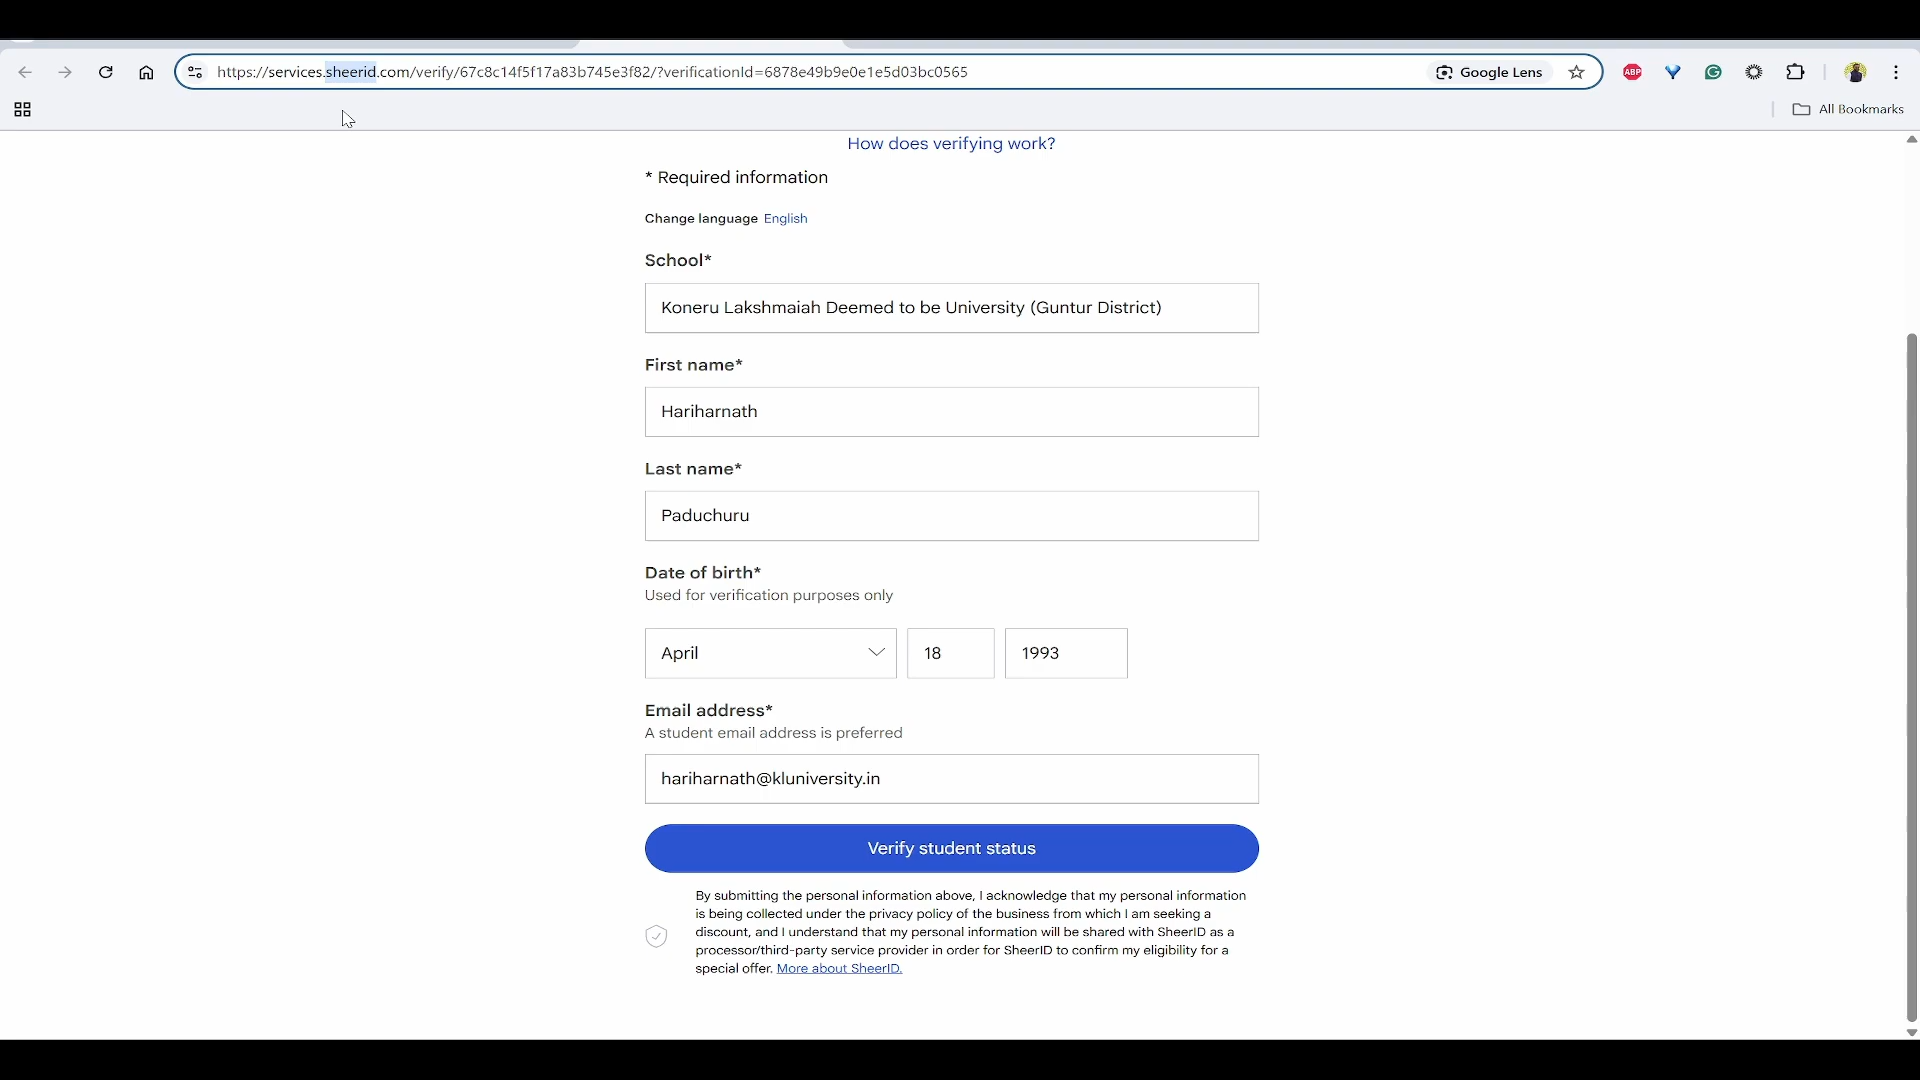 https://services.sheerid.com/verify/67c8c14f5f17a83b745e3f82/?verificationId=6878e49b9e0e1e5d03bc0565
Google Lens
ABP
All Bookmarks
How does verifying work?
* Required information
Change language English
School*
Koneru Lakshmaiah Deemed to be University (Guntur District)
First name*
Hariharnath
Last name*
Paduchuru
Date of birth*
Used for verification purposes only
April 18 1993
Email address*
A student email address is preferred
hariharnath@kluniversity.in
Verify student status
By submitting the personal information above, I acknowledge that my personal information
is being collected under the privacy policy of the business from which I am seeking a
discount, and I understand that my personal information will be shared with SheerID as a
processor/third-party service provider in order for SheerID to confirm my eligibility for a
special offer. More about SheerID.